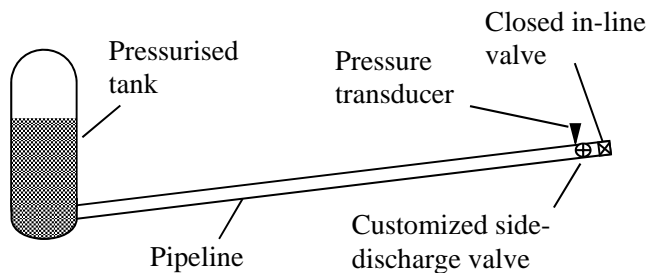 Closed in-line
valve
Pressurised
tank
Pressure
transducer
Customized side-
discharge valve
Pipeline